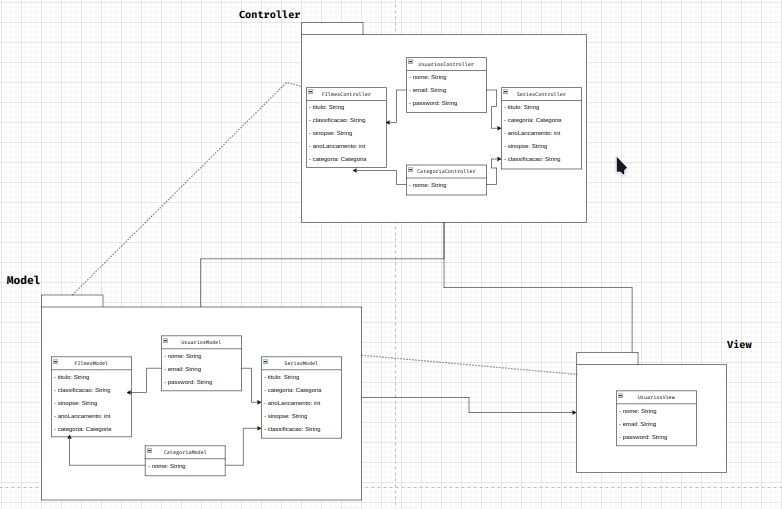 Controller
UsuariosController
- nome: String
- email: String
- password: String
FIlmesController
- titulo: String
- classificacao: String
- sinopse: String
- anoLancamento: int
- categoria: Categoria
SeriesController
- titulo: String
- categoria: Categoria
- anoLancamento: int
- sinopse: String
- classificacao: String
CategoriaController
- nome: String
Model
UsuariosModel
- nome: String
- email: String
- password: String
FIlmesModel
- titulo: String
- classificacao: String
- sinopse: String
- anoLancamento: int
- categoria: Categoria
SeriesModel
- titulo: String
- categoria: Categoria
- anoLancamento: int
- sinopse: String
- classificacao: String
CategoriaModel
- nome: String
View
UsuariosView
- nome: String
- email: String
- password: String